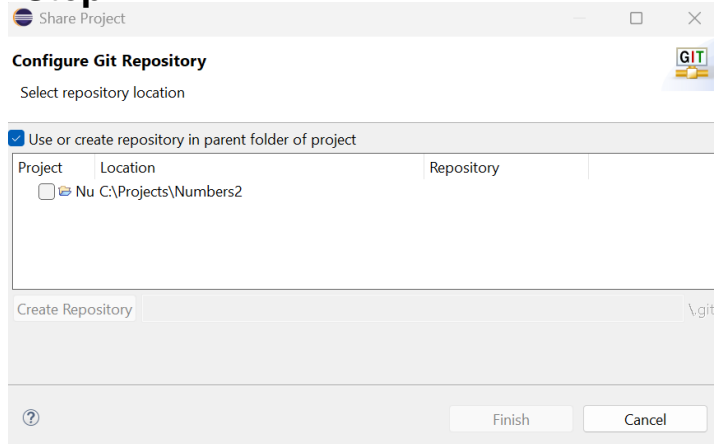 Share Project
Configure Git Repository
GIT
Select repository location
Use or create repository in parent folder of project
Project Location Repository
Nu C:\Projects\Numbers2
Create Repository \.git
? Finish Cancel